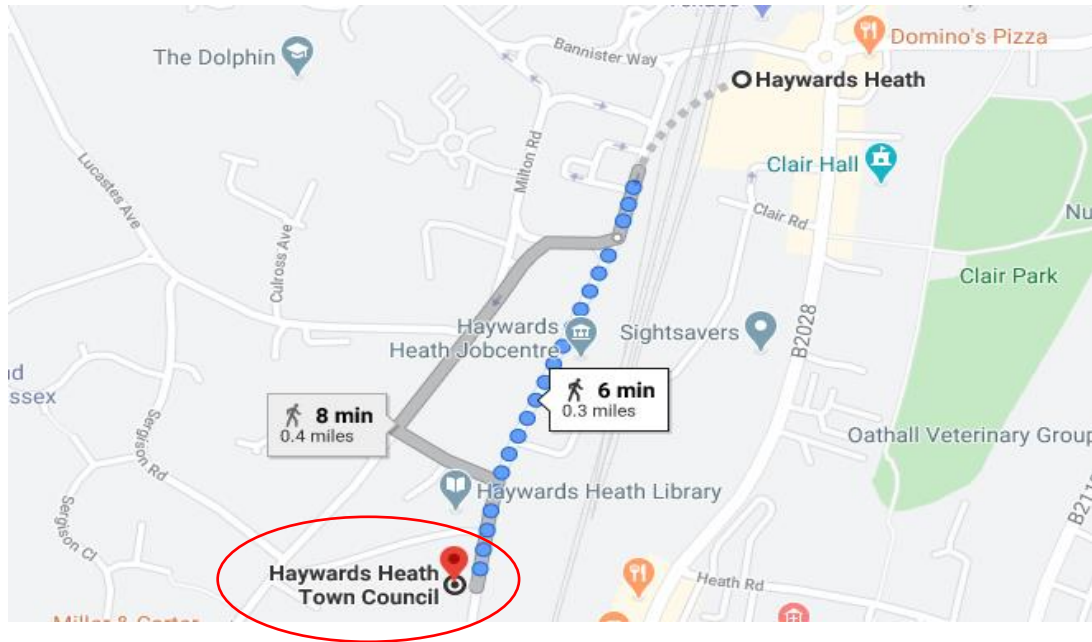 The Dolphin
Bannister Way
Domino's Pizza
Haywards Heath
Clair Hall
Milton Rd
Lucastes Ave
Clair Rd
Nu
Culross Ave
Clair Park
Haywards
Heath Jobcentre
Sightsavers
B2028
d
ssex
6 min
0.3 miles
8 min
0.4 miles
Oathall Veterinary Group
Sergison Rd
Haywards Heath Library
Sergison Cl
Haywards Heath
Town Council
Heath Rd